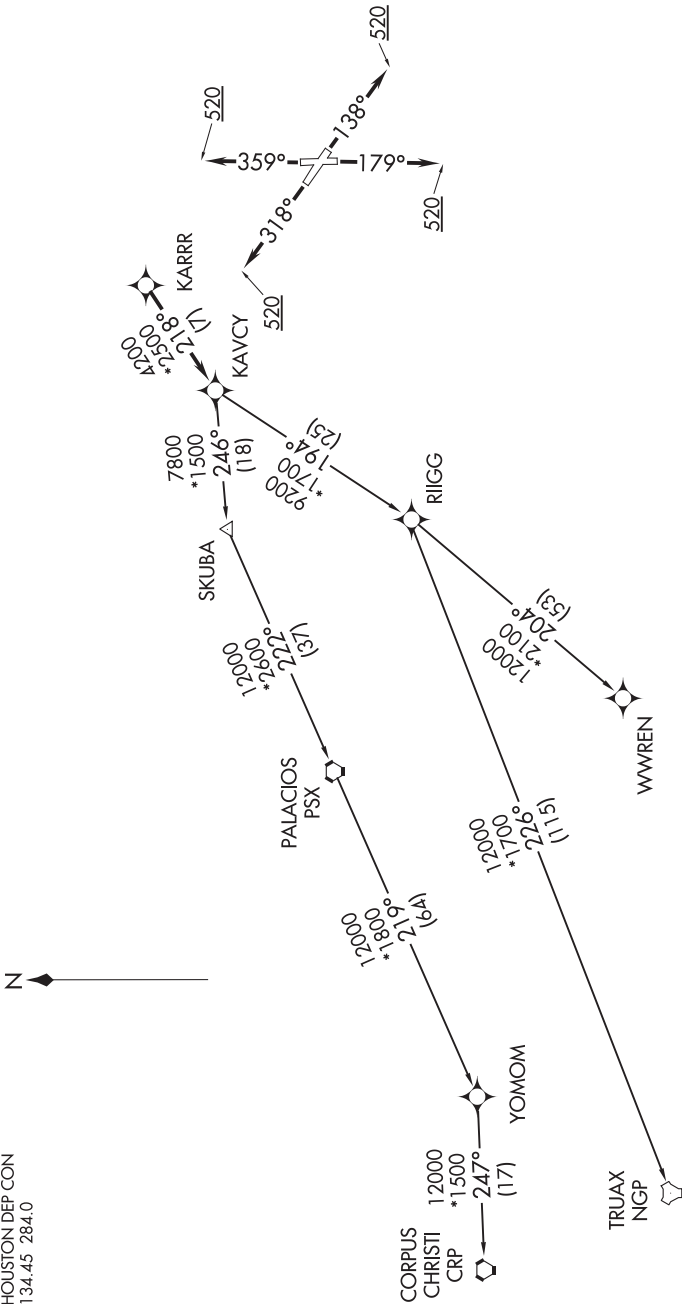 HOUSTON DEP CON
134.45 284.0
N
520
138°
520
359°
179°
318°
520
520
KARRR
4200
*2500
218°
(7)
KAVCY
7800
*1500
246°
(18)
9200
*1700
194°
(25)
SKUBA
RIIGG
12000
*2600
222°
(37)
12000
*2100
204°
(53)
WWREN
PALACIOS
PSX
12000
*1700
226°
(115)
12000
*1800
219°
(64)
YOMOM
12000
*1500
247°
(17)
CORPUS
CHRISTI
CRP
TRUAX
NGP